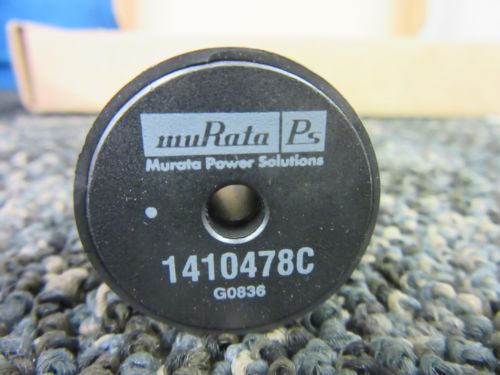 muRata Ps
Murata Power Solutions
1410478C
G0836